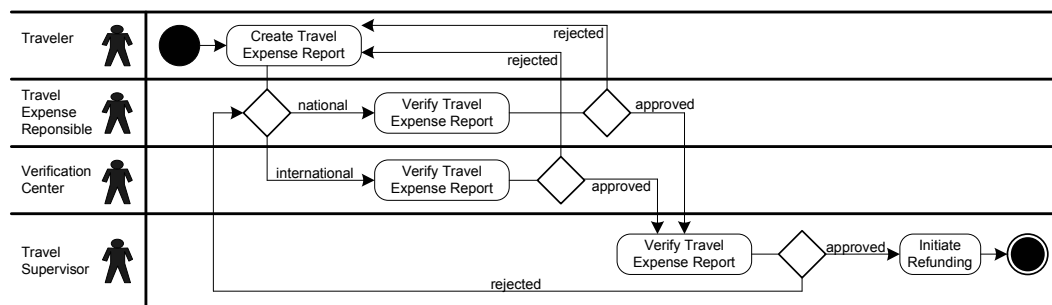 Traveler
Create Travel
Expense Report
rejected
rejected
Travel
Expense
Reponsible
national
Verify Travel
Expense Report
approved
Verification
Center
international
Verify Travel
Expense Report
approved
Travel
Supervisor
Verify Travel
Expense Report
approved
Initiate
Refunding
rejected